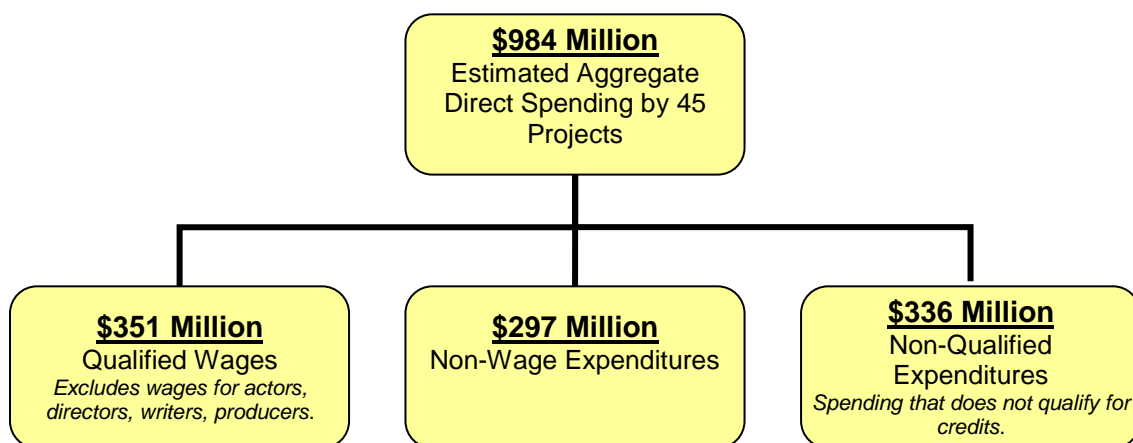 $984 Million
Estimated Aggregate
Direct Spending by 45
Projects
$351 Million
Qualified Wages
Excludes wages for actors,
directors, writers, producers.
$297 Million
Non-Wage Expenditures
$336 Million
Non-Qualified
Expenditures
Spending that does not qualify for
credits.